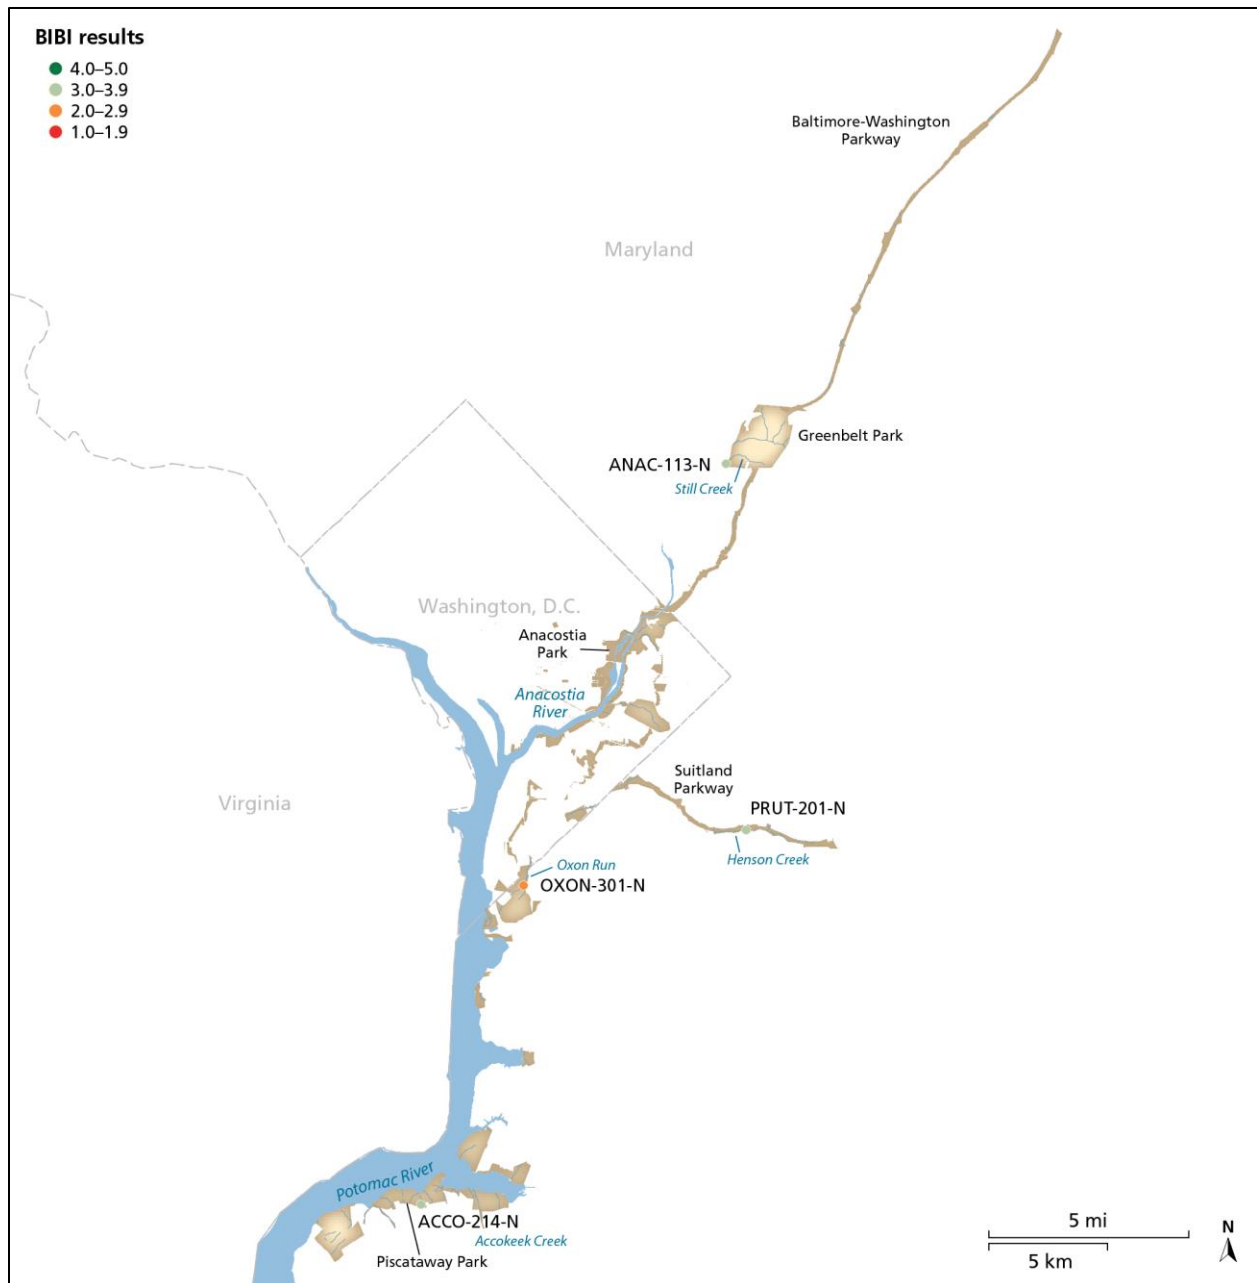 BIBI results
4.0–5.0
3.0–3.9
2.0–2.9
1.0–1.9
Baltimore-Washington
Parkway
Maryland
Greenbelt Park
ANAC-113-N
Still Creek
Washington, D.C.
Anacostia
Park
Anacostia
River
Suitland
Parkway
Virginia
PRUT-201-N
Henson Creek
Oxon Run
OXON-301-N
Potomac River
ACCO-214-N
Accokeek Creek
Piscataway Park
5 mi
5 km
N